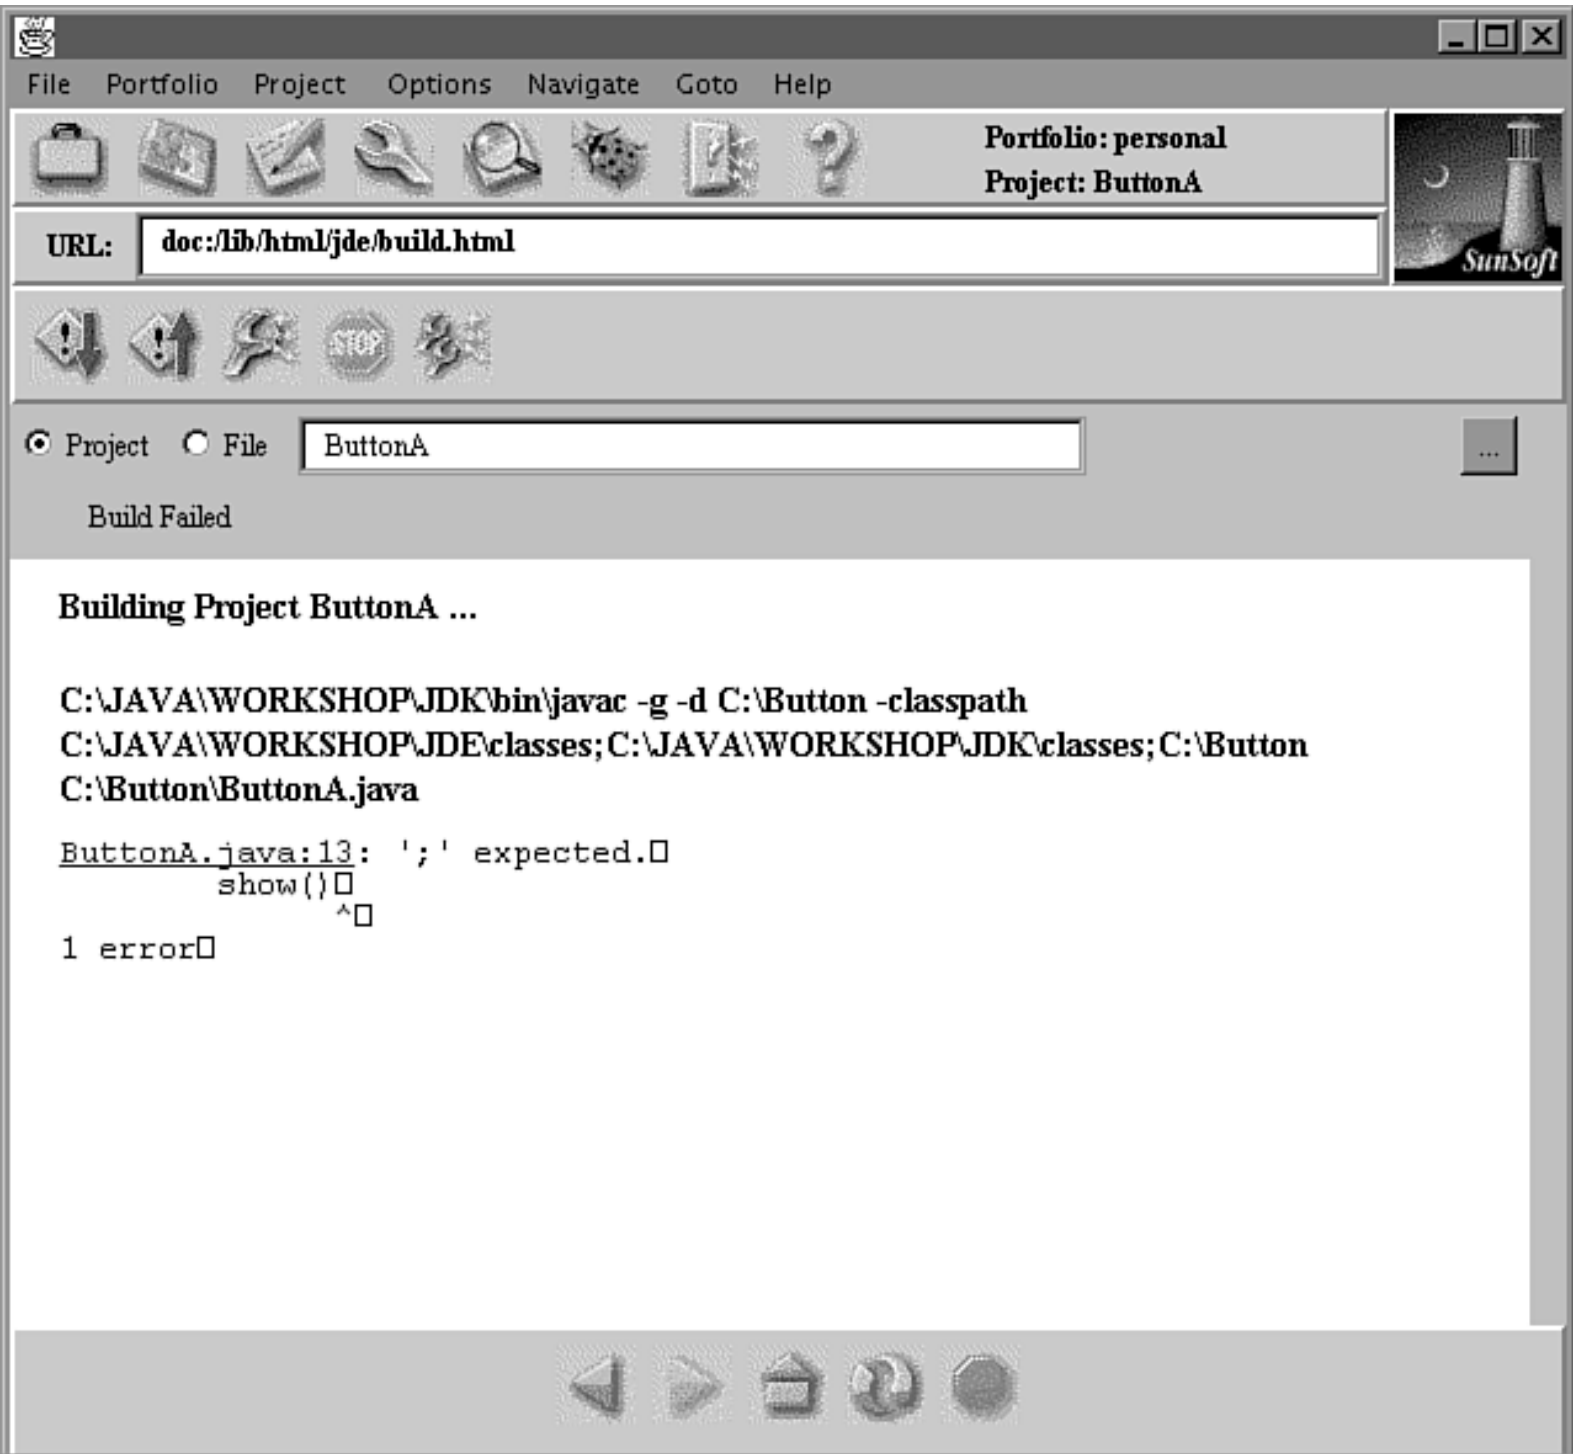 File Portfolio Project Options Navigate Goto Help
Portfolio: personal
Project: ButtonA
URL: doc:/lib/html/jde/build.html
SunSoft
STOP
Project File ButtonA ...
Build Failed
Building Project ButtonA ...
C:\JAVA\WORKSHOP\JDK\bin\javac -g -d C:\Button -classpath
C:\JAVA\WORKSHOP\JDE\classes;C:\JAVA\WORKSHOP\JDK\classes;C:\Button
C:\Button\ButtonA.java
ButtonA.java:13: ';' expected.□
show()□
^□
1 error□